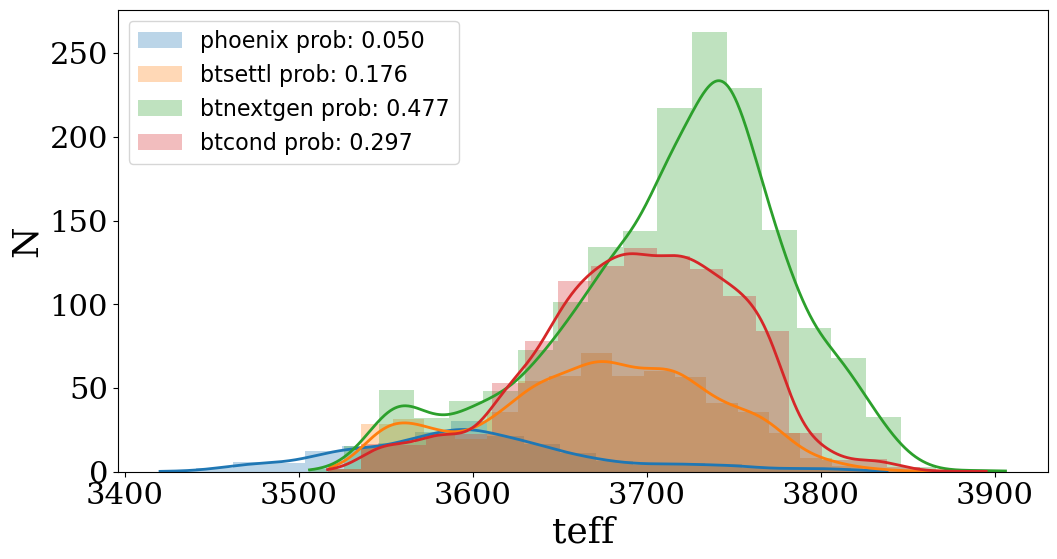 phoenix prob: 0.050
btsettl prob: 0.176
btnextgen prob: 0.477
btcond prob: 0.297
250
200
150
100
50
0
N
3400 3500 3600 3700 3800 3900
teff